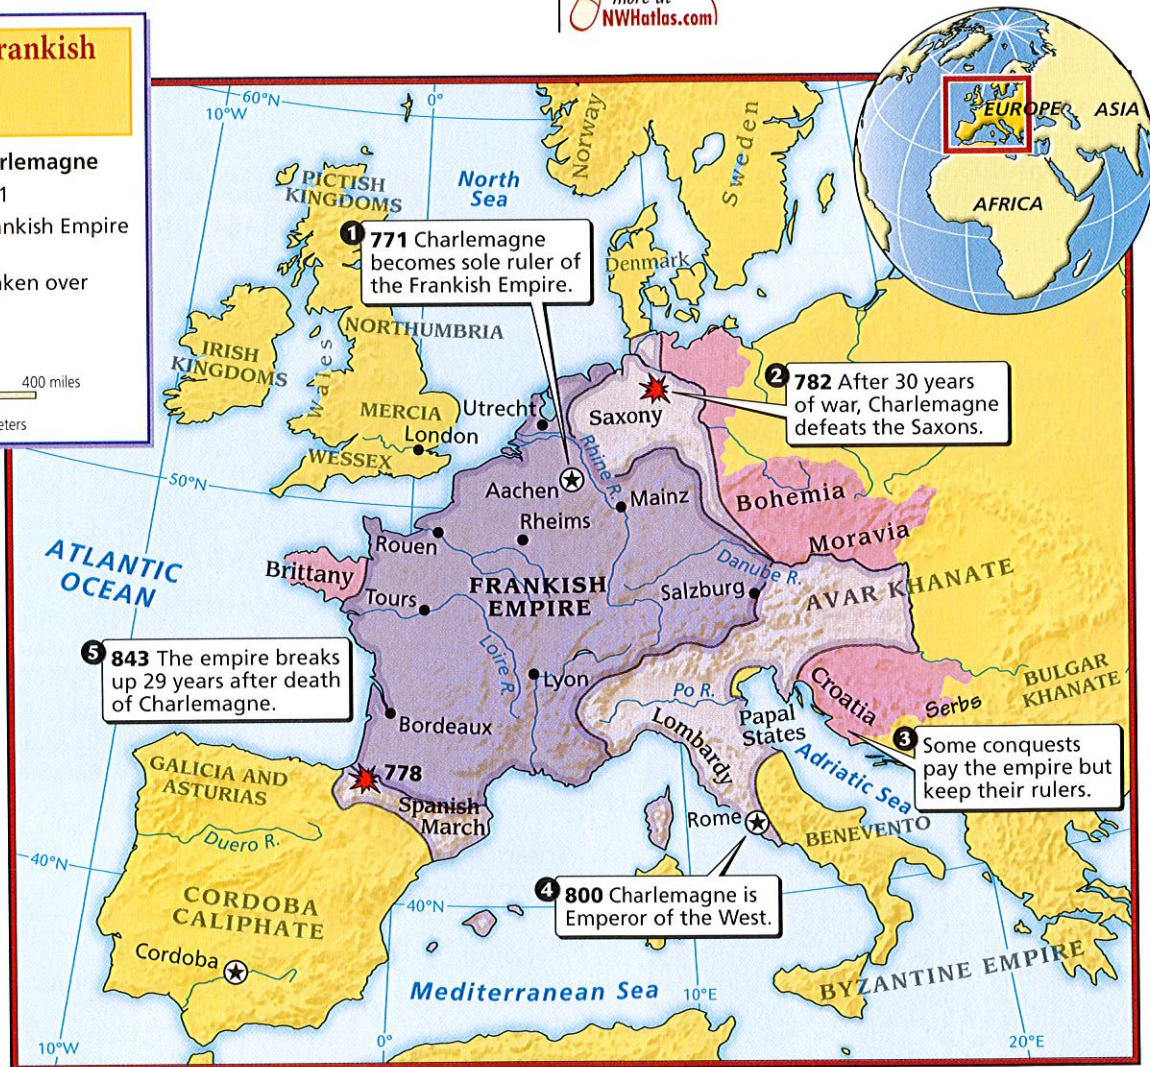 more at
NWHatlas.com
rankish
rlemagne
1
ankish Empire
aken over
400 miles
eters
EUROPE
ASIA
AFRICA
60°N
10°W
0°
Norway
Sweden
North
Sea
PICTISH
KINGDOMS
1 771 Charlemagne
becomes sole ruler of
the Frankish Empire.
Denmark
NORTHUMBRIA
IRISH
KINGDOMS
Wales
MERCIA
Utrecht
London
WESSEX
Saxony
2 782 After 30 years
of war, Charlemagne
defeats the Saxons.
50°N
Rhine R.
Aachen
Mainz
Rheims
Rouen
Bohemia
Moravia
ATLANTIC
OCEAN
Brittany
Tours
FRANKISH
EMPIRE
Danube R.
Salzburg
AVAR KHANATE
5 843 The empire breaks
up 29 years after death
of Charlemagne.
Loire R.
Lyon
Po R.
Bordeaux
Lombardy
Papal
States
Croatia
Serbs
BULGAR
KHANATE
3 Some conquests
pay the empire but
keep their rulers.
Adriatic Sea
GALICIA AND
ASTURIAS
778
Spanish
March
Duero R.
Rome
BENEVENTO
40°N
4 800 Charlemagne is
Emperor of the West.
40°N
CORDOBA
CALIPHATE
Cordoba
Mediterranean Sea
BYZANTINE EMPIRE
10°E
10°W
0°
20°E